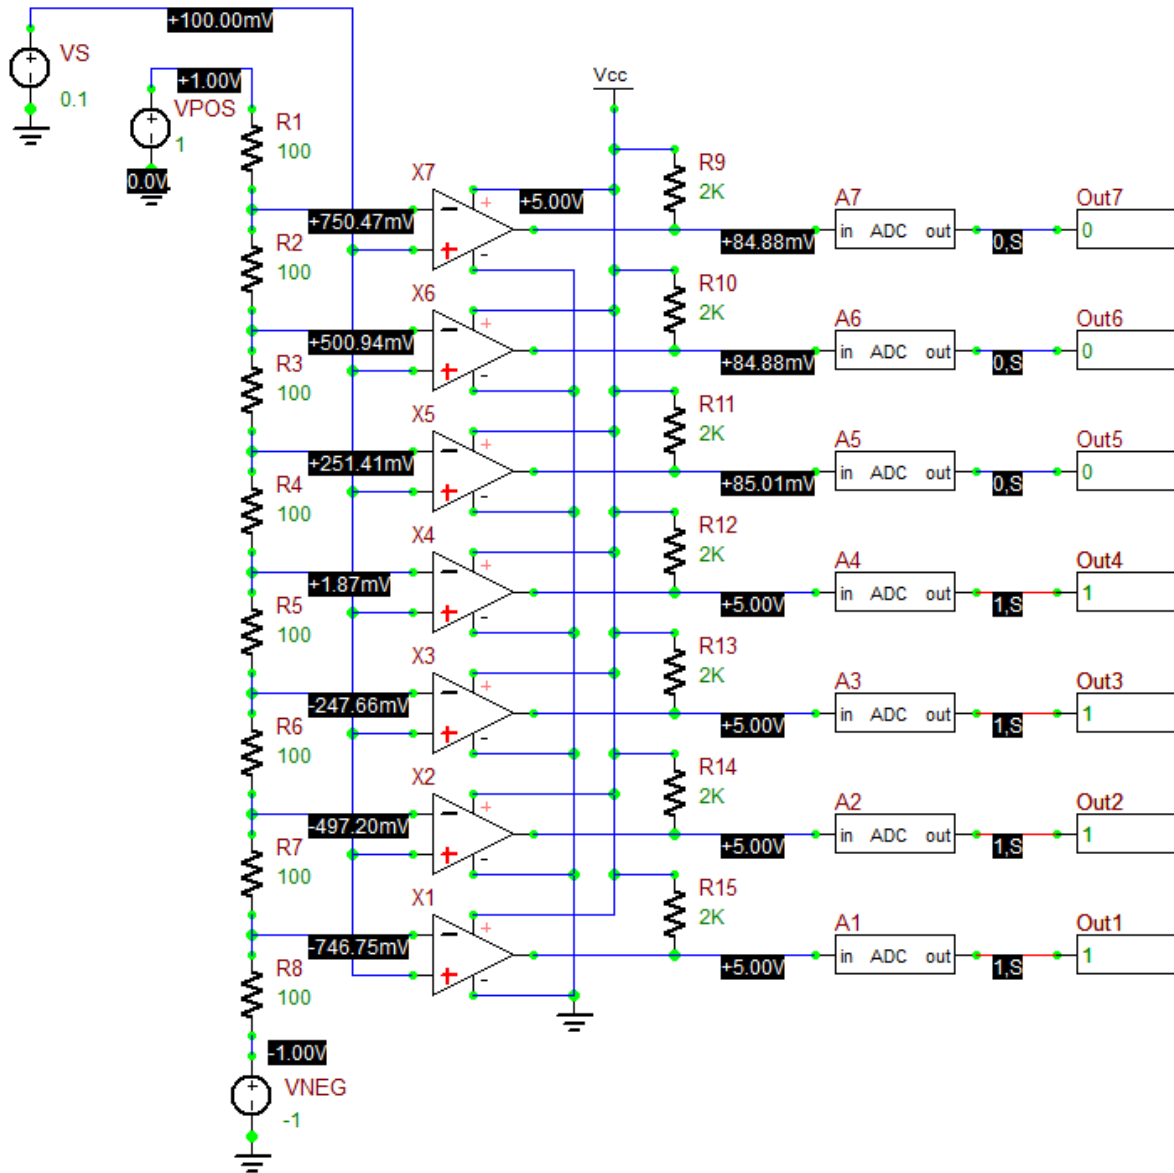 +100.00mV
VS
0.1
+1.00V
VPOS
1
0.0V
Vcc
R1
100
R9
2K
X7
+5.00V
A7
Out7
+750.47mV
+84.88mV
in ADC out
0,S
0
R2
100
R10
2K
X6
A6
Out6
+500.94mV
+84.88mV
in ADC out
0,S
0
R3
100
R11
2K
X5
A5
Out5
+251.41mV
+85.01mV
in ADC out
0,S
0
R4
100
R12
2K
X4
A4
Out4
+1.87mV
+5.00V
in ADC out
1,S
1
R5
100
R13
2K
X3
A3
Out3
-247.66mV
+5.00V
in ADC out
1,S
1
R6
100
R14
2K
X2
A2
Out2
-497.20mV
+5.00V
in ADC out
1,S
1
R7
100
R15
2K
X1
A1
Out1
-746.75mV
+5.00V
in ADC out
1,S
1
R8
100
-1.00V
VNEG
-1